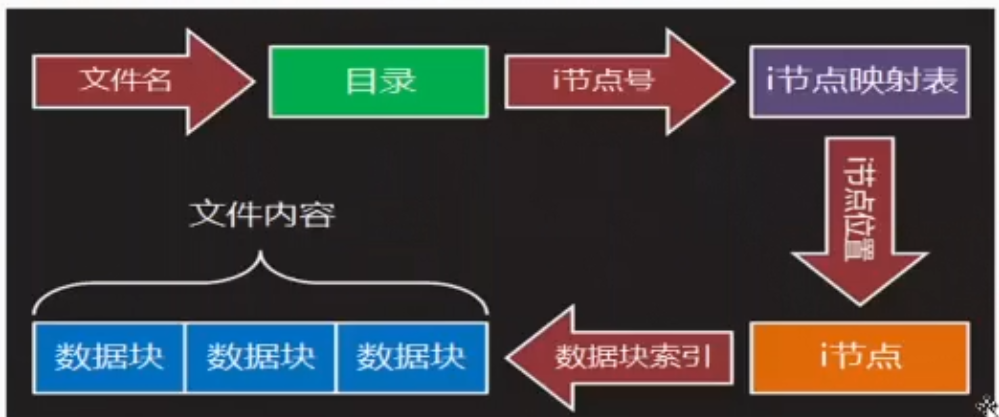 文件名
目录
i节点号
i节点映射表
i节点位置
文件内容
数据块
数据块
数据块
数据块索引
i节点